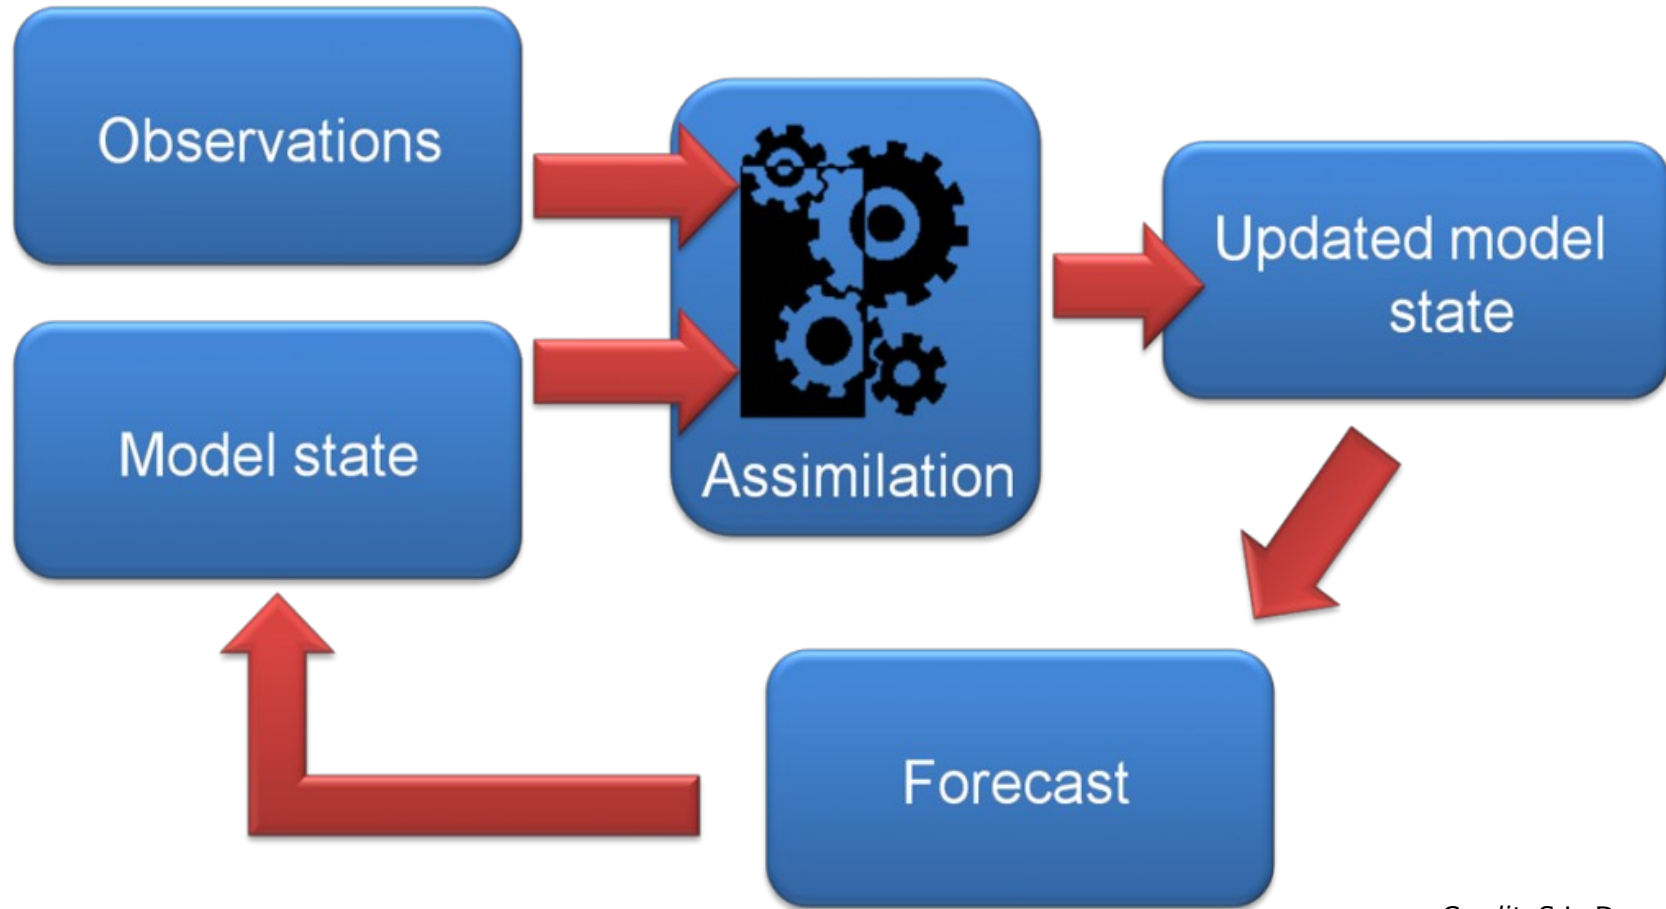 Observations
Model state
Assimilation
Updated model
state
Forecast